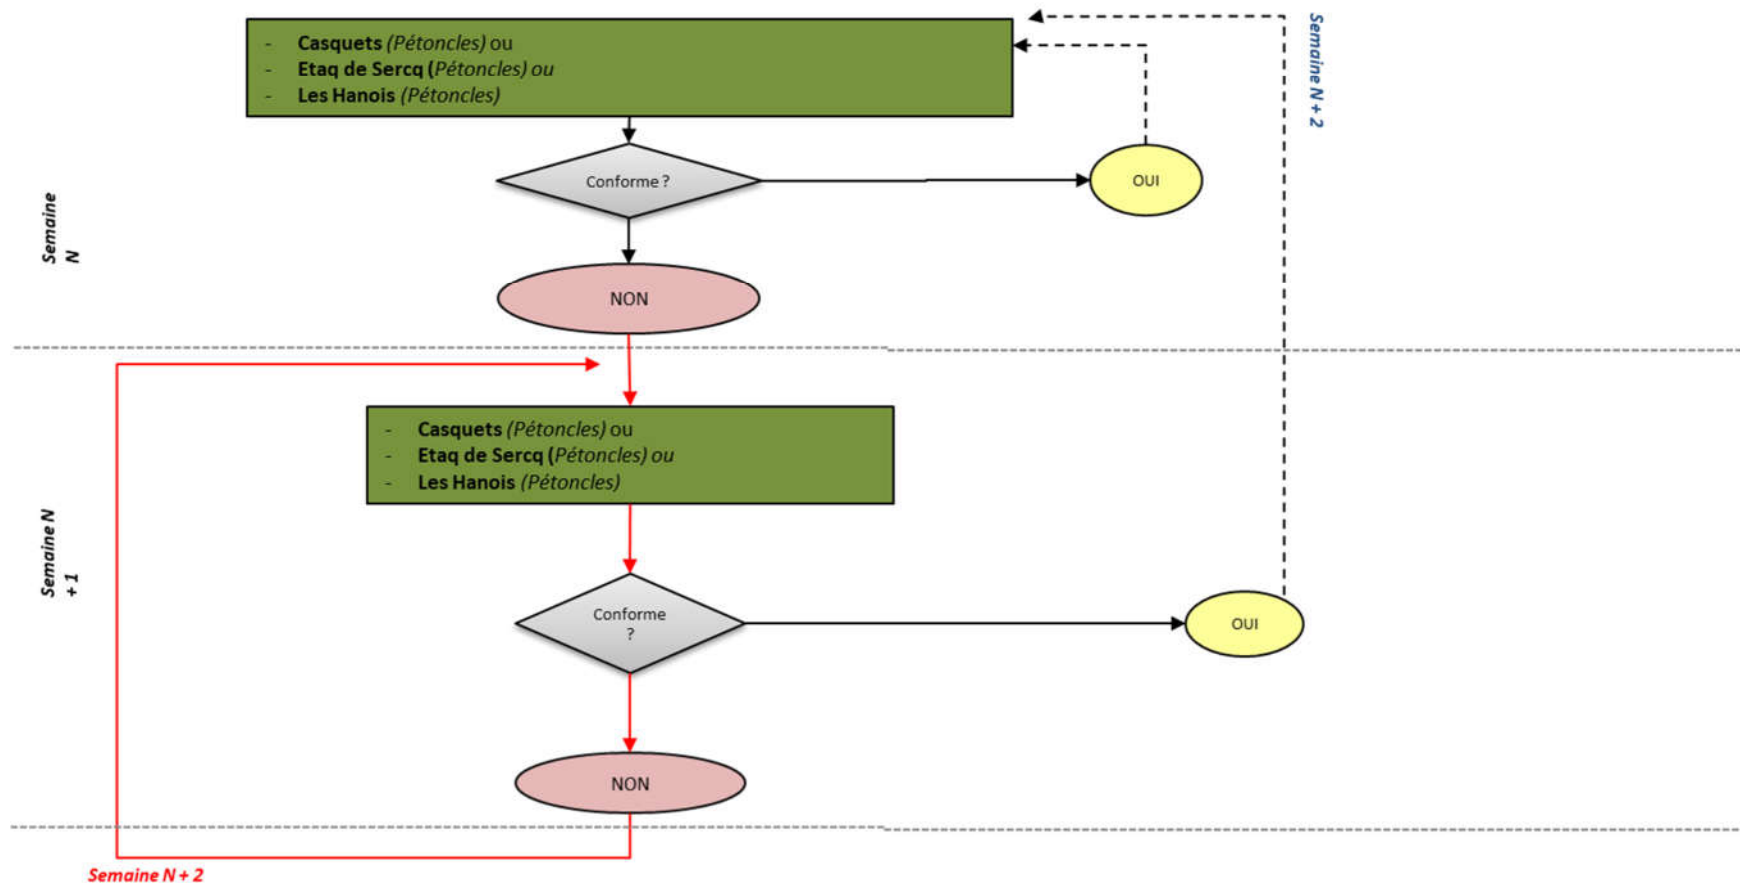 - Casquets (Pétoncles) ou
- Etaq de Sercq (Pétoncles) ou
- Les Hanois (Pétoncles)
Semaine N + 2
Conforme ?
OUI
Semaine
N
NON
- Casquets (Pétoncles) ou
- Etaq de Sercq (Pétoncles) ou
- Les Hanois (Pétoncles)
Semaine N
+ 1
Conforme
?
OUI
NON
Semaine N + 2